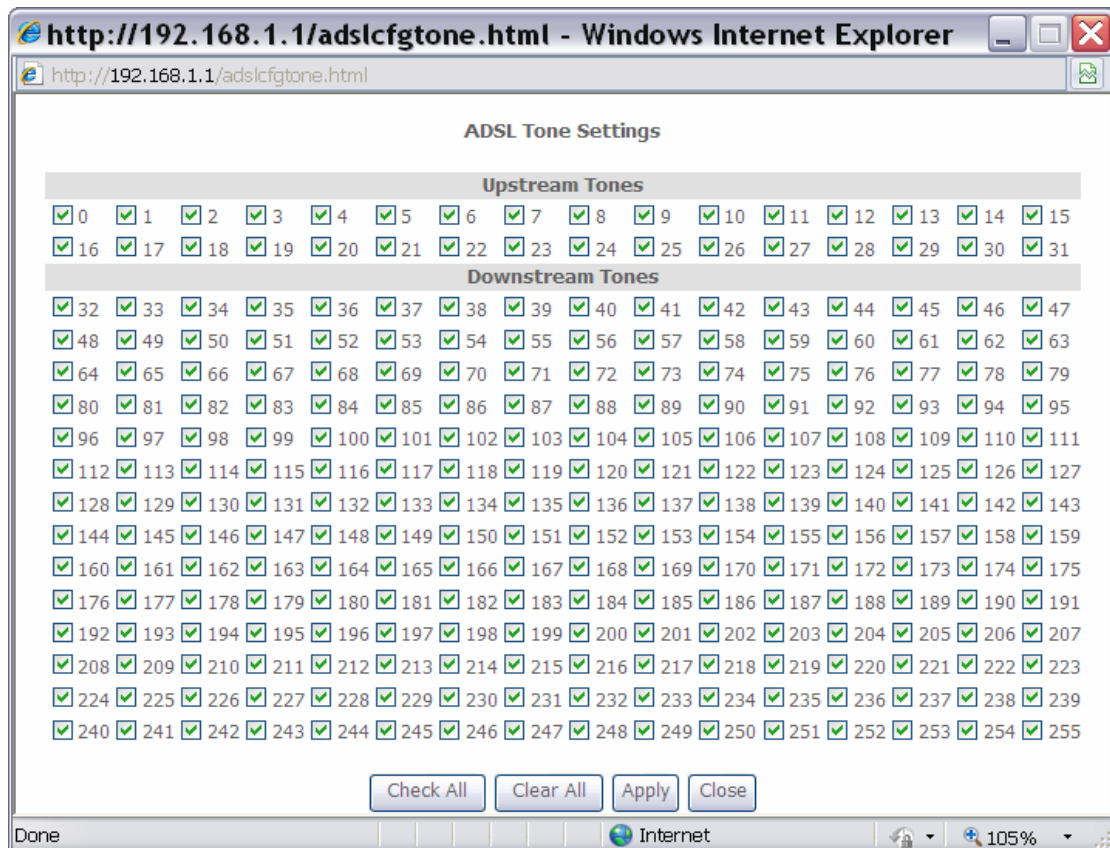 http://192.168.1.1/adslcfgtone.html - Windows Internet Explorer
http://192.168.1.1/adslcfgtone.html
ADSL Tone Settings
Upstream Tones
0 1 2 3 4 5 6 7 8 9 10 11 12 13 14 15
16 17 18 19 20 21 22 23 24 25 26 27 28 29 30 31
Downstream Tones
32 33 34 35 36 37 38 39 40 41 42 43 44 45 46 47
48 49 50 51 52 53 54 55 56 57 58 59 60 61 62 63
64 65 66 67 68 69 70 71 72 73 74 75 76 77 78 79
80 81 82 83 84 85 86 87 88 89 90 91 92 93 94 95
96 97 98 99 100 101 102 103 104 105 106 107 108 109 110 111
112 113 114 115 116 117 118 119 120 121 122 123 124 125 126 127
128 129 130 131 132 133 134 135 136 137 138 139 140 141 142 143
144 145 146 147 148 149 150 151 152 153 154 155 156 157 158 159
160 161 162 163 164 165 166 167 168 169 170 171 172 173 174 175
176 177 178 179 180 181 182 183 184 185 186 187 188 189 190 191
192 193 194 195 196 197 198 199 200 201 202 203 204 205 206 207
208 209 210 211 212 213 214 215 216 217 218 219 220 221 222 223
224 225 226 227 228 229 230 231 232 233 234 235 236 237 238 239
240 241 242 243 244 245 246 247 248 249 250 251 252 253 254 255
Check All Clear All Apply Close
Done Internet 105%